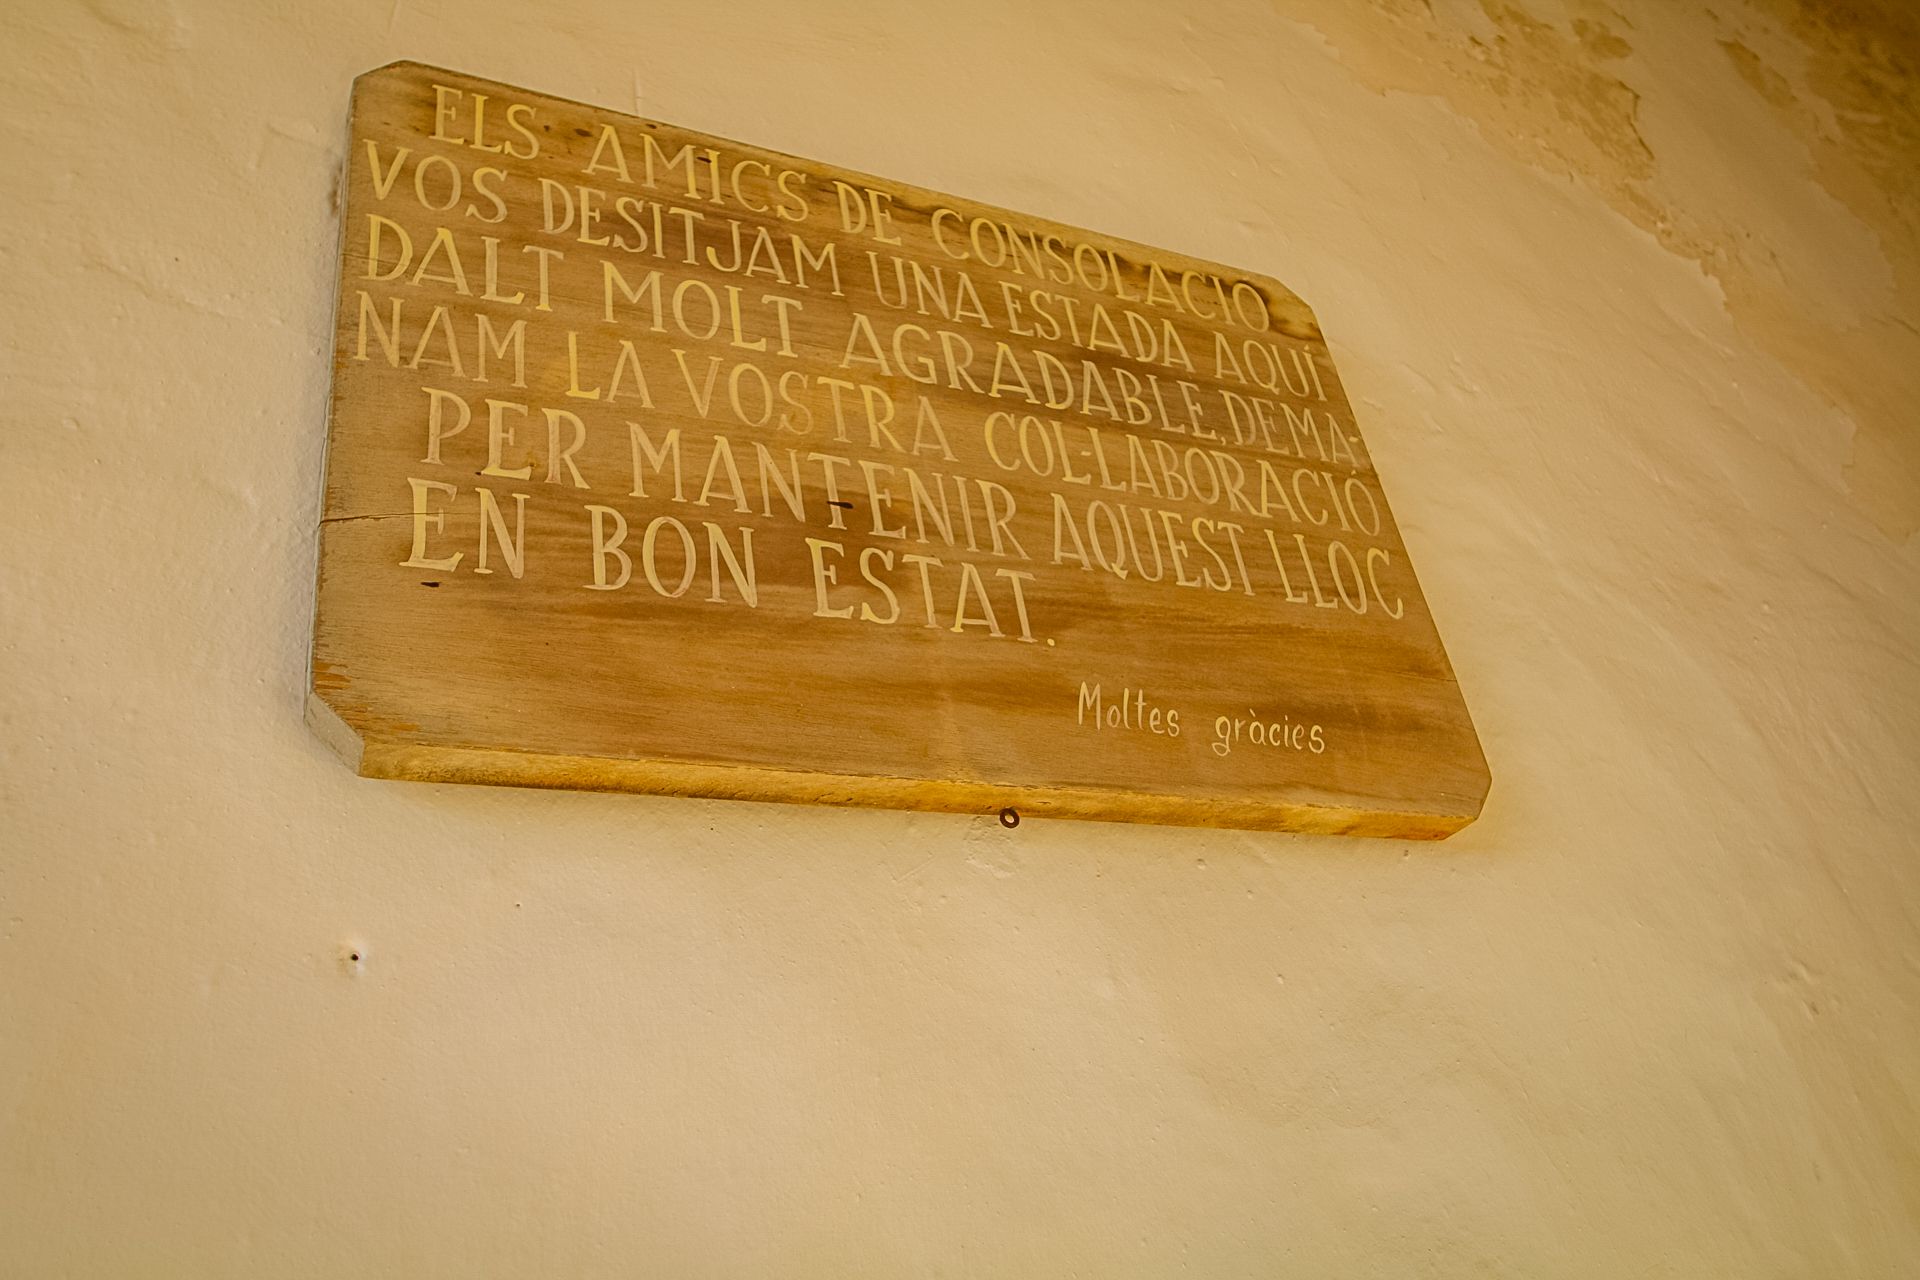 ELS AMICS DE CONSOLACIÓ
VOS DESITJAM UNA ESTADA AQUÍ
DALT MOLT AGRADABLE, DEMA-
NAM LA VOSTRA COL·LABORACIÓ
PER MANTENIR AQUEST LLOC
EN BON ESTAT.
Moltes gràcies